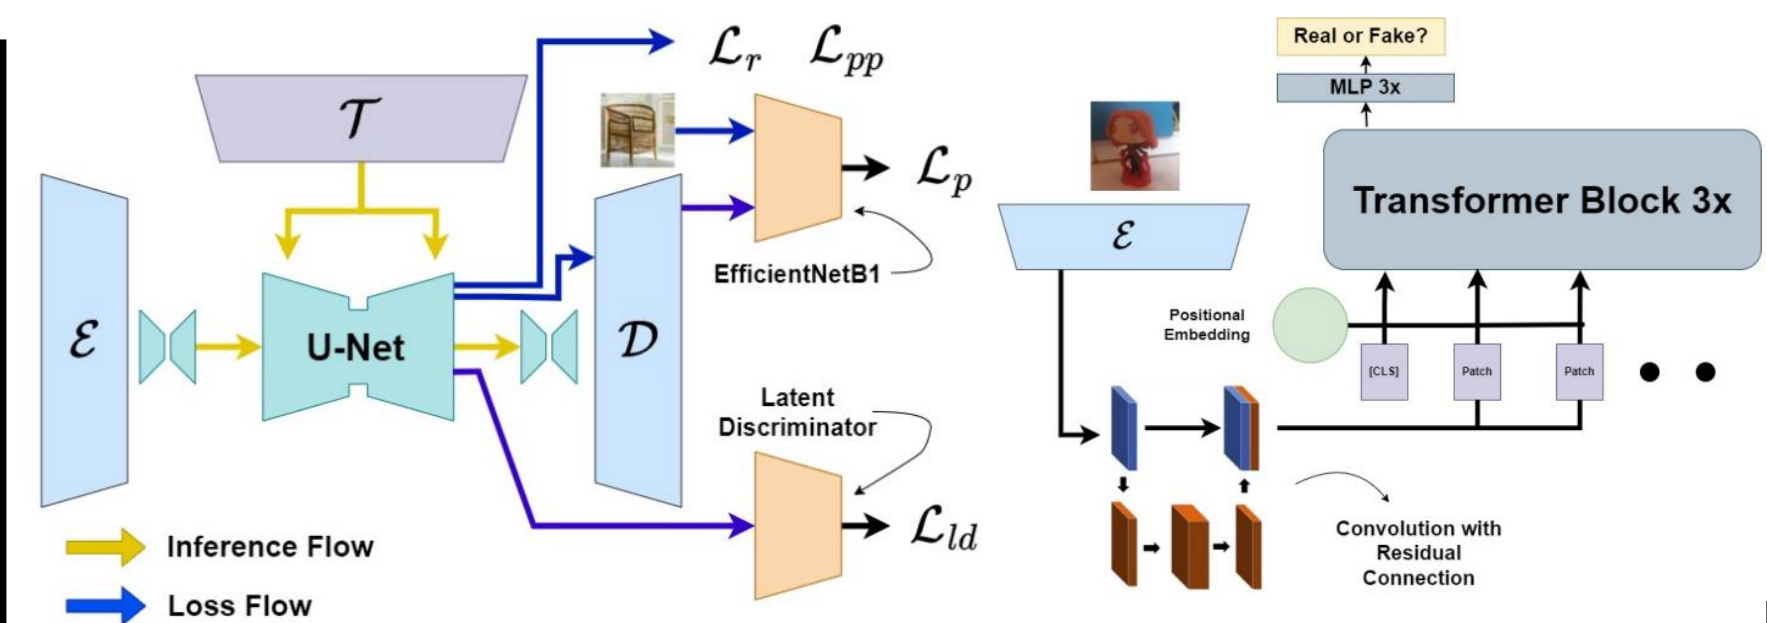 𝓣
ℰ
U-Net
𝒟
ℒr ℒpp
ℒp
EfficientNetB1
Latent
Discriminator
ℒld
Inference Flow
Loss Flow
Real or Fake?
MLP 3x
Transformer Block 3x
ℰ
Positional
Embedding
[CLS]
Patch
Patch
Convolution with
Residual
Connection